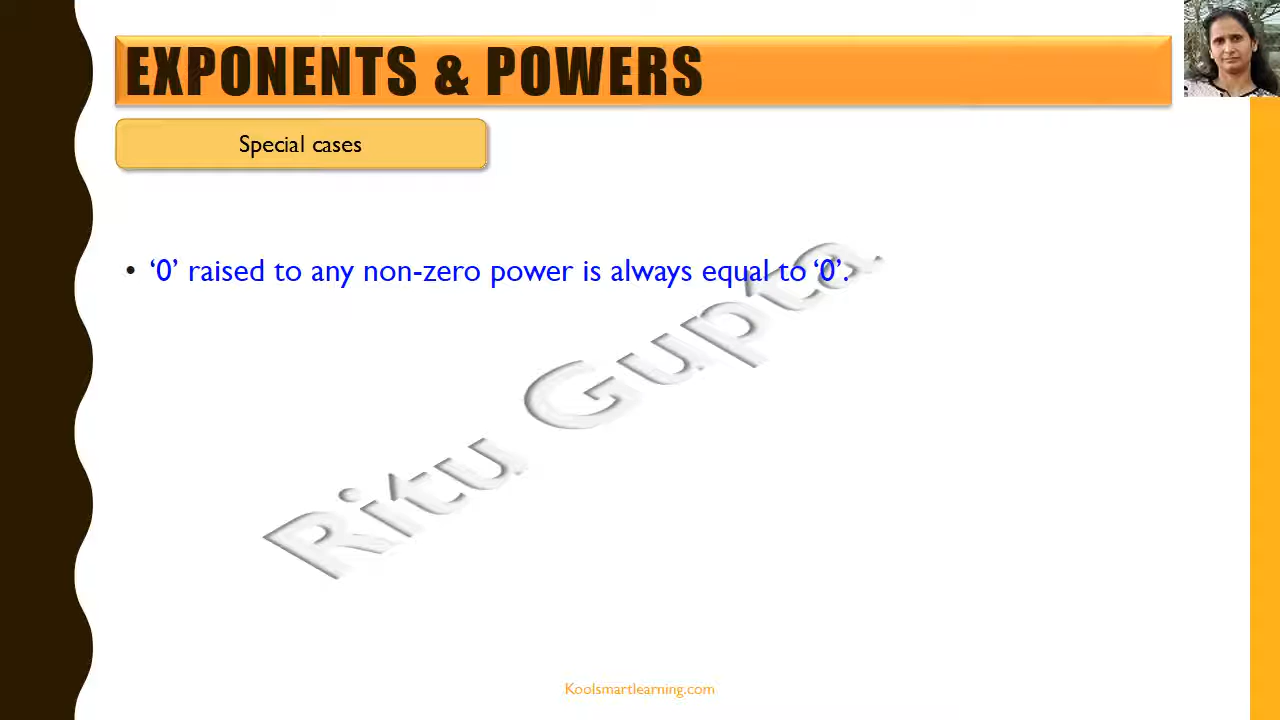 EXPONENTS & POWERS
Special cases
• ‘0’ raised to any non-zero power is always equal to ‘0’.
Ritu Gupta
Koolsmartlearning.com